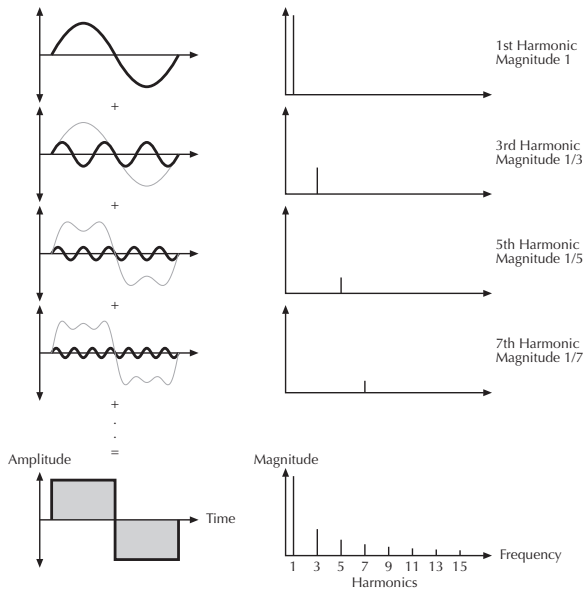 1st Harmonic
Magnitude 1
+
3rd Harmonic
Magnitude 1/3
+
5th Harmonic
Magnitude 1/5
+
7th Harmonic
Magnitude 1/7
+
.
.
=
Amplitude
Magnitude
Time
Frequency
1 3 5 7 9 11 13 15
Harmonics